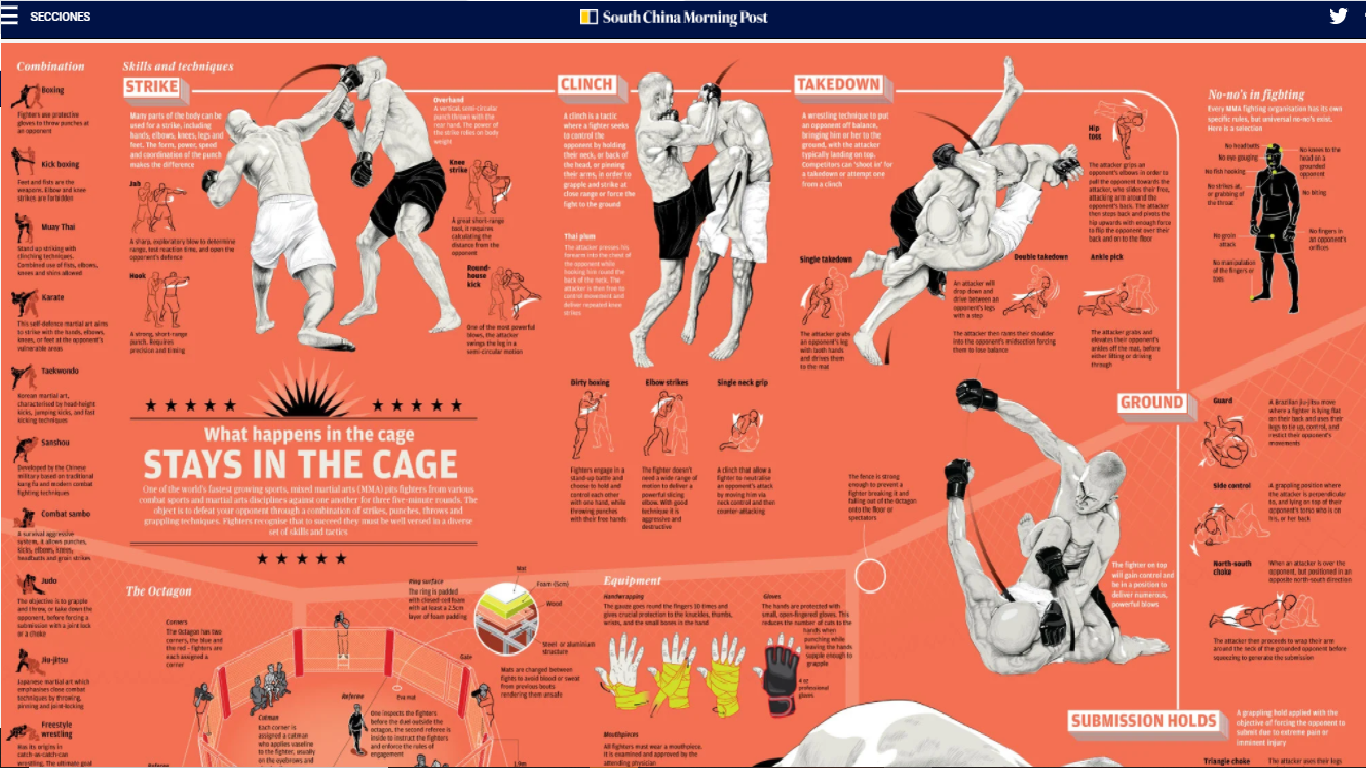 SECCIONES
South China Morning Post
Combination
Boxing
Fighters use protective
gloves to throw punches at
an opponent
Kick boxing
Feet and fists are the
weapons. Elbow and knee
strikes are forbidden
Muay Thai
Stand up striking with
clinching techniques.
Combined use of fists, elbows,
knees and shins allowed
Karate
This self-defence martial art aims
to strike with the hands, elbows,
knees, or feet at the opponent's
vulnerable areas
Taekwondo
Korean martial art,
characterised by head-height
kicks, jumping kicks, and fast
kicking techniques
Sanshou
Developed by the Chinese
military based on traditional
kung fu and modern combat
fighting techniques
Combat sambo
A survival aggressive
system, it allows punches,
kicks, elbows, knees,
headbutts and groin strikes
Judo
The objective is to grapple
and throw, or take down the
opponent, before forcing a
submission with a joint lock
or a choke
Jiu-jitsu
Japanese martial art which
emphasises close combat
techniques by throwing,
pinning and joint-locking
Freestyle
wrestling
Has its origins in
catch-as-catch-can
wrestling. The ultimate goal
Skills and techniques
STRIKE
Many parts of the body can be
used for a strike, including
hands, elbows, knees, legs and
feet. The form, power, speed
and coordination of the punch
makes the difference
Jab
A sharp, exploratory blow to determine
range, test reaction time, and open the
opponent's defence
Hook
A strong, short-range
punch. Requires
precision and timing
Overhand
A vertical, semi-circular
punch thrown with the
rear hand. The power of
the strike relies on body
weight
Knee
strike
A great short-range
tool, it requires
calculating the
distance from the
opponent
Round-
house
kick
One of the most powerful
blows, the attacker
swings the leg in a
semi-circular motion
CLINCH
A clinch is a tactic
where a fighter seeks
to control the
opponent by holding
their neck, or back of
the head, or pinning
their arms, in order to
grapple and strike at
close range or force the
fight to the ground
Thai plum
The attacker presses his
forearm into the chest of
the opponent while
hooking him round the
back of the neck. The
attacker is then free to
control movement and
deliver repeated knee
strikes
Dirty boxing
Fighter's engage in a
stand-up battle and
choose to hold and
control each other
with one hand, while
throwing punches
with their free hands
Elbow strikes
The fighter doesn't
need a wide range
of motion to deliver a
powerful slicing
elbow. With good
technique it is
aggressive and
destructive
Single neck grip
A clinch that allow a
fighter to neutralise
an opponent's attack
by moving him via
neck control and then
counter-attacking
TAKEDOWN
A wrestling technique to put
an opponent off balance,
bringing him or her to the
ground, with the attacker
typically landing on top.
Competitors can 'shoot in' for
a takedown or attempt one
from a clinch
Single takedown
The attacker grabs
an opponent's leg
with both hands
and drives them
to the mat
Double takedown
An attacker will
drop down and
drive between an
opponent's legs
with a step
The attacker then rams their shoulder
into the opponent's midsection forcing
them to lose balance
Hip
toss
The attacker grips an
opponent's elbows in order to
pull the opponent towards the
attacker, who slides their free,
attacking arm around the
opponent's back. The attacker
then steps back and pivots the
hip upward with enough force
to flip the opponent over their
back and on to the floor
Ankle pick
The attacker grabs and
elevates their opponent's
ankles off the mat, before
either lifting or driving
through
No-no's in fighting
Every MMA fighting organisation has its own
specific rules, but universal no-no's exist.
Here is a selection
No headbutts
No eye gouging
No fish hooking
No strikes at,
or grabbing of
the throat
No groin
attack
No manipulation
of the fingers or
toes
No knees to the
head on a
grounded
opponent
No biting
No fingers in
an opponent's
orifices
What happens in the cage
STAYS IN THE CAGE
One of the world's fastest growing sports, mixed martial arts (MMA) pits fighters from various
combat sports and martial arts disciplines against one another for three five-minute rounds. The
object is to defeat your opponent through a combination of strikes, punches, throws and
grappling techniques. Fighters recognise that to succeed they must be well versed in a diverse
set of skills and tactics
GROUND
Guard
A Brazilian jiu-jitsu move
where a fighter is lying flat
on their back and uses their
legs to tie up, control, and
restrict their opponent's
movements
Side control
A grappling position where
the attacker is perpendicular
to, and lying on top of their
opponent's torso who is on
his, or her back
North-south
choke
When an attacker is over the
opponent, but positioned in an
opposite north-south direction
The attacker then proceeds to wrap their arm
around the neck of the grounded opponent before
squeezing to generate the submission
The fighter on top
will gain control and
be in a position to
deliver numerous,
powerful blows
The fence is strong
enough to prevent a
fighter breaking it and
falling out of the Octagon
onto the floor or
spectators
The Octagon
Corners
The Octagon has two
corners, the blue and
the red - fighters are
each assigned a
corner
Cutman
Each corner is
assigned a cutman
who applies vaseline
to the fighter, usually
on the eyebrows and
Referee
One inspects the fighters
before the duel outside the
octagon, the second referee is
inside to instruct the fighters
and enforce the rules of
engagement
Referee
Gate
1.9m
Ring surface
The ring is padded
with closed-cell foam
with at least a 2.5cm
layer of foam padding
Mat
Foam (5cm)
Wood
Street or aluminium
structure
Mats are changed between
fights to avoid blood or sweat
from previous bouts
rendering them unsafe
Equipment
Handwrapping
The gauze goes round the fingers 10 times and
gives crucial protection to the knuckles, thumbs,
wrists, and the small bones in the hand
Gloves
The hands are protected with
small, open-fingered gloves. This
reduces the number of cuts to the
hands when
punching while
leaving the hands
supple enough to
grapple
4 oz
professional
gloves
Mouthpieces
All fighters must wear a mouthpiece.
It is examined and approved by the
attending physician
SUBMISSION HOLDS
A grappling hold applied with the
objective of forcing the opponent to
submit due to extreme pain or
imminent injury
Triangle choke
The attacker uses their legs